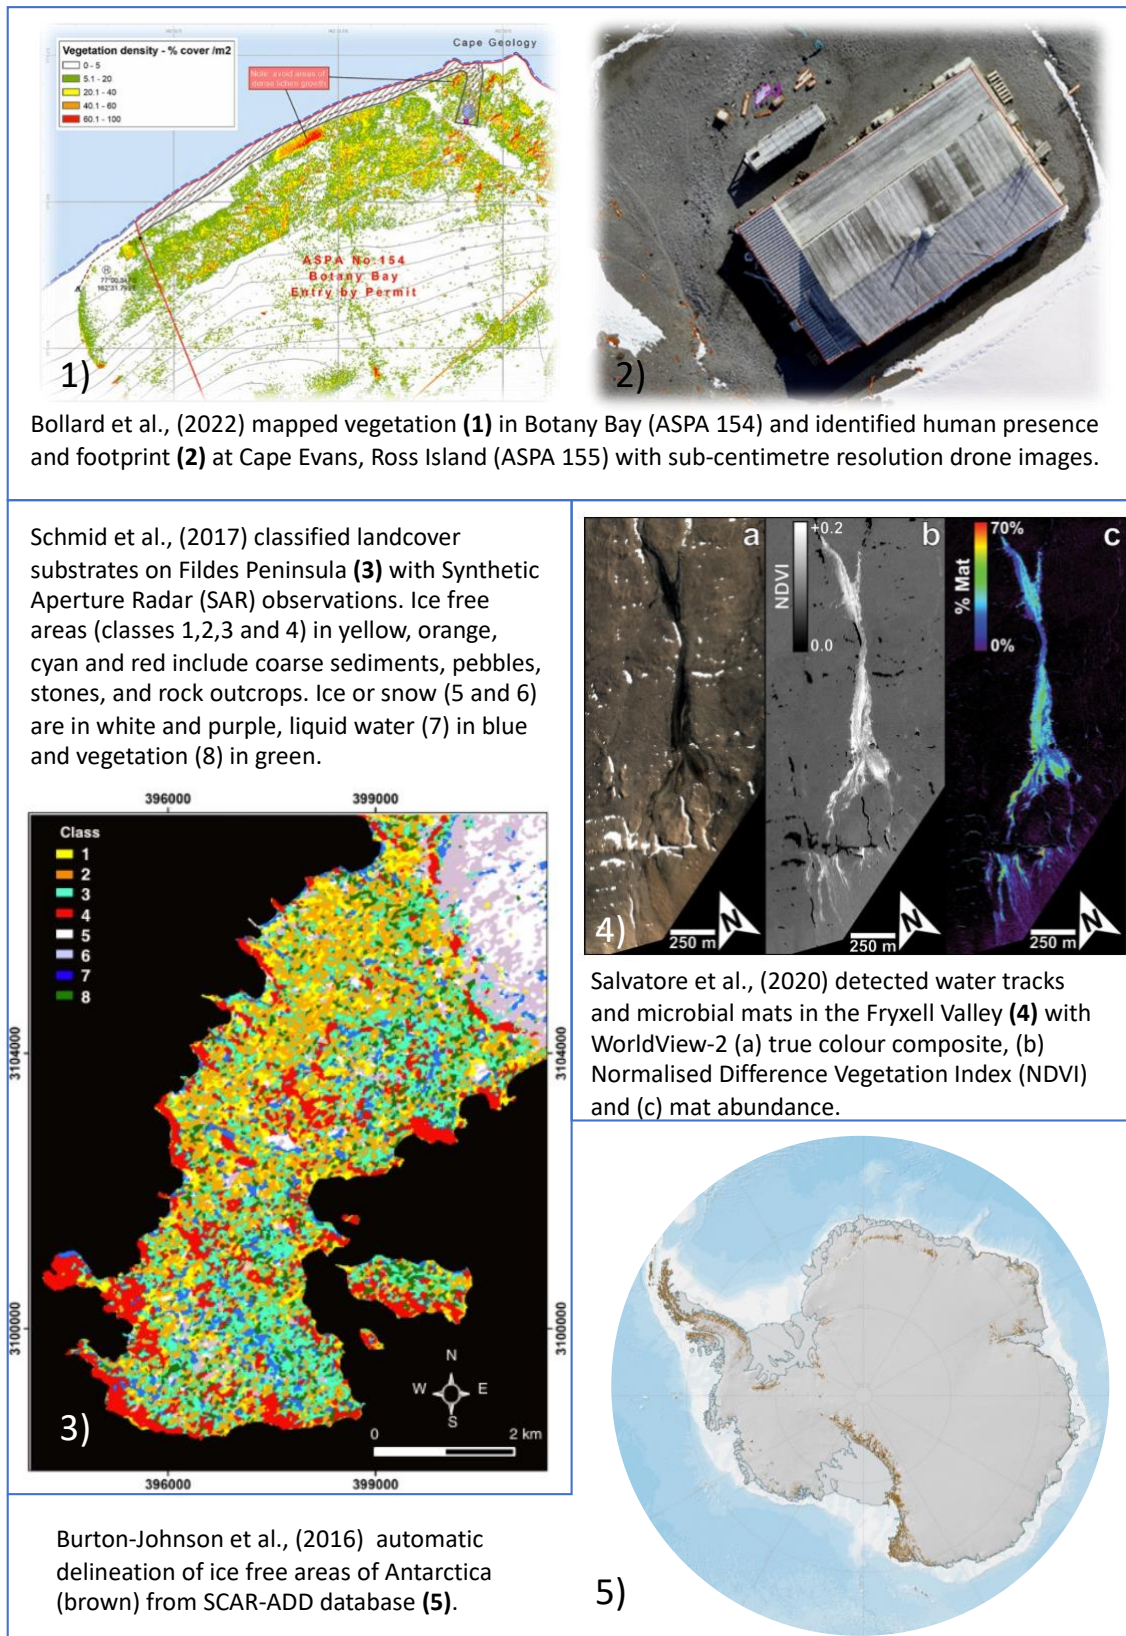 Cape Geology
Vegetation density - % cover /m2
0 - 5
5.1 - 20
20.1 - 40
40.1 - 60
60.1 - 100
Note: avoid areas of
dense lichen growth
ASPA No 154
Botany Bay
Entry by Permit
1)
2)
Bollard et al., (2022) mapped vegetation (1) in Botany Bay (ASPA 154) and identified human presence
and footprint (2) at Cape Evans, Ross Island (ASPA 155) with sub-centimetre resolution drone images.
Schmid et al., (2017) classified landcover
substrates on Fildes Peninsula (3) with Synthetic
Aperture Radar (SAR) observations. Ice free
areas (classes 1,2,3 and 4) in yellow, orange,
cyan and red include coarse sediments, pebbles,
stones, and rock outcrops. Ice or snow (5 and 6)
are in white and purple, liquid water (7) in blue
and vegetation (8) in green.
396000 399000
Class
1
2
3
4
5
6
7
8
3104000 3104000
3100000 3100000
N
W E
S
0 2 km
3)
396000 399000
a b c
+0.2
NDVI
0.0
70%
% Mat
0%
N N N
250 m 250 m 250 m
4)
Salvatore et al., (2020) detected water tracks
and microbial mats in the Fryxell Valley (4) with
WorldView-2 (a) true colour composite, (b)
Normalised Difference Vegetation Index (NDVI)
and (c) mat abundance.
Burton-Johnson et al., (2016) automatic
delineation of ice free areas of Antarctica
(brown) from SCAR-ADD database (5).
5)